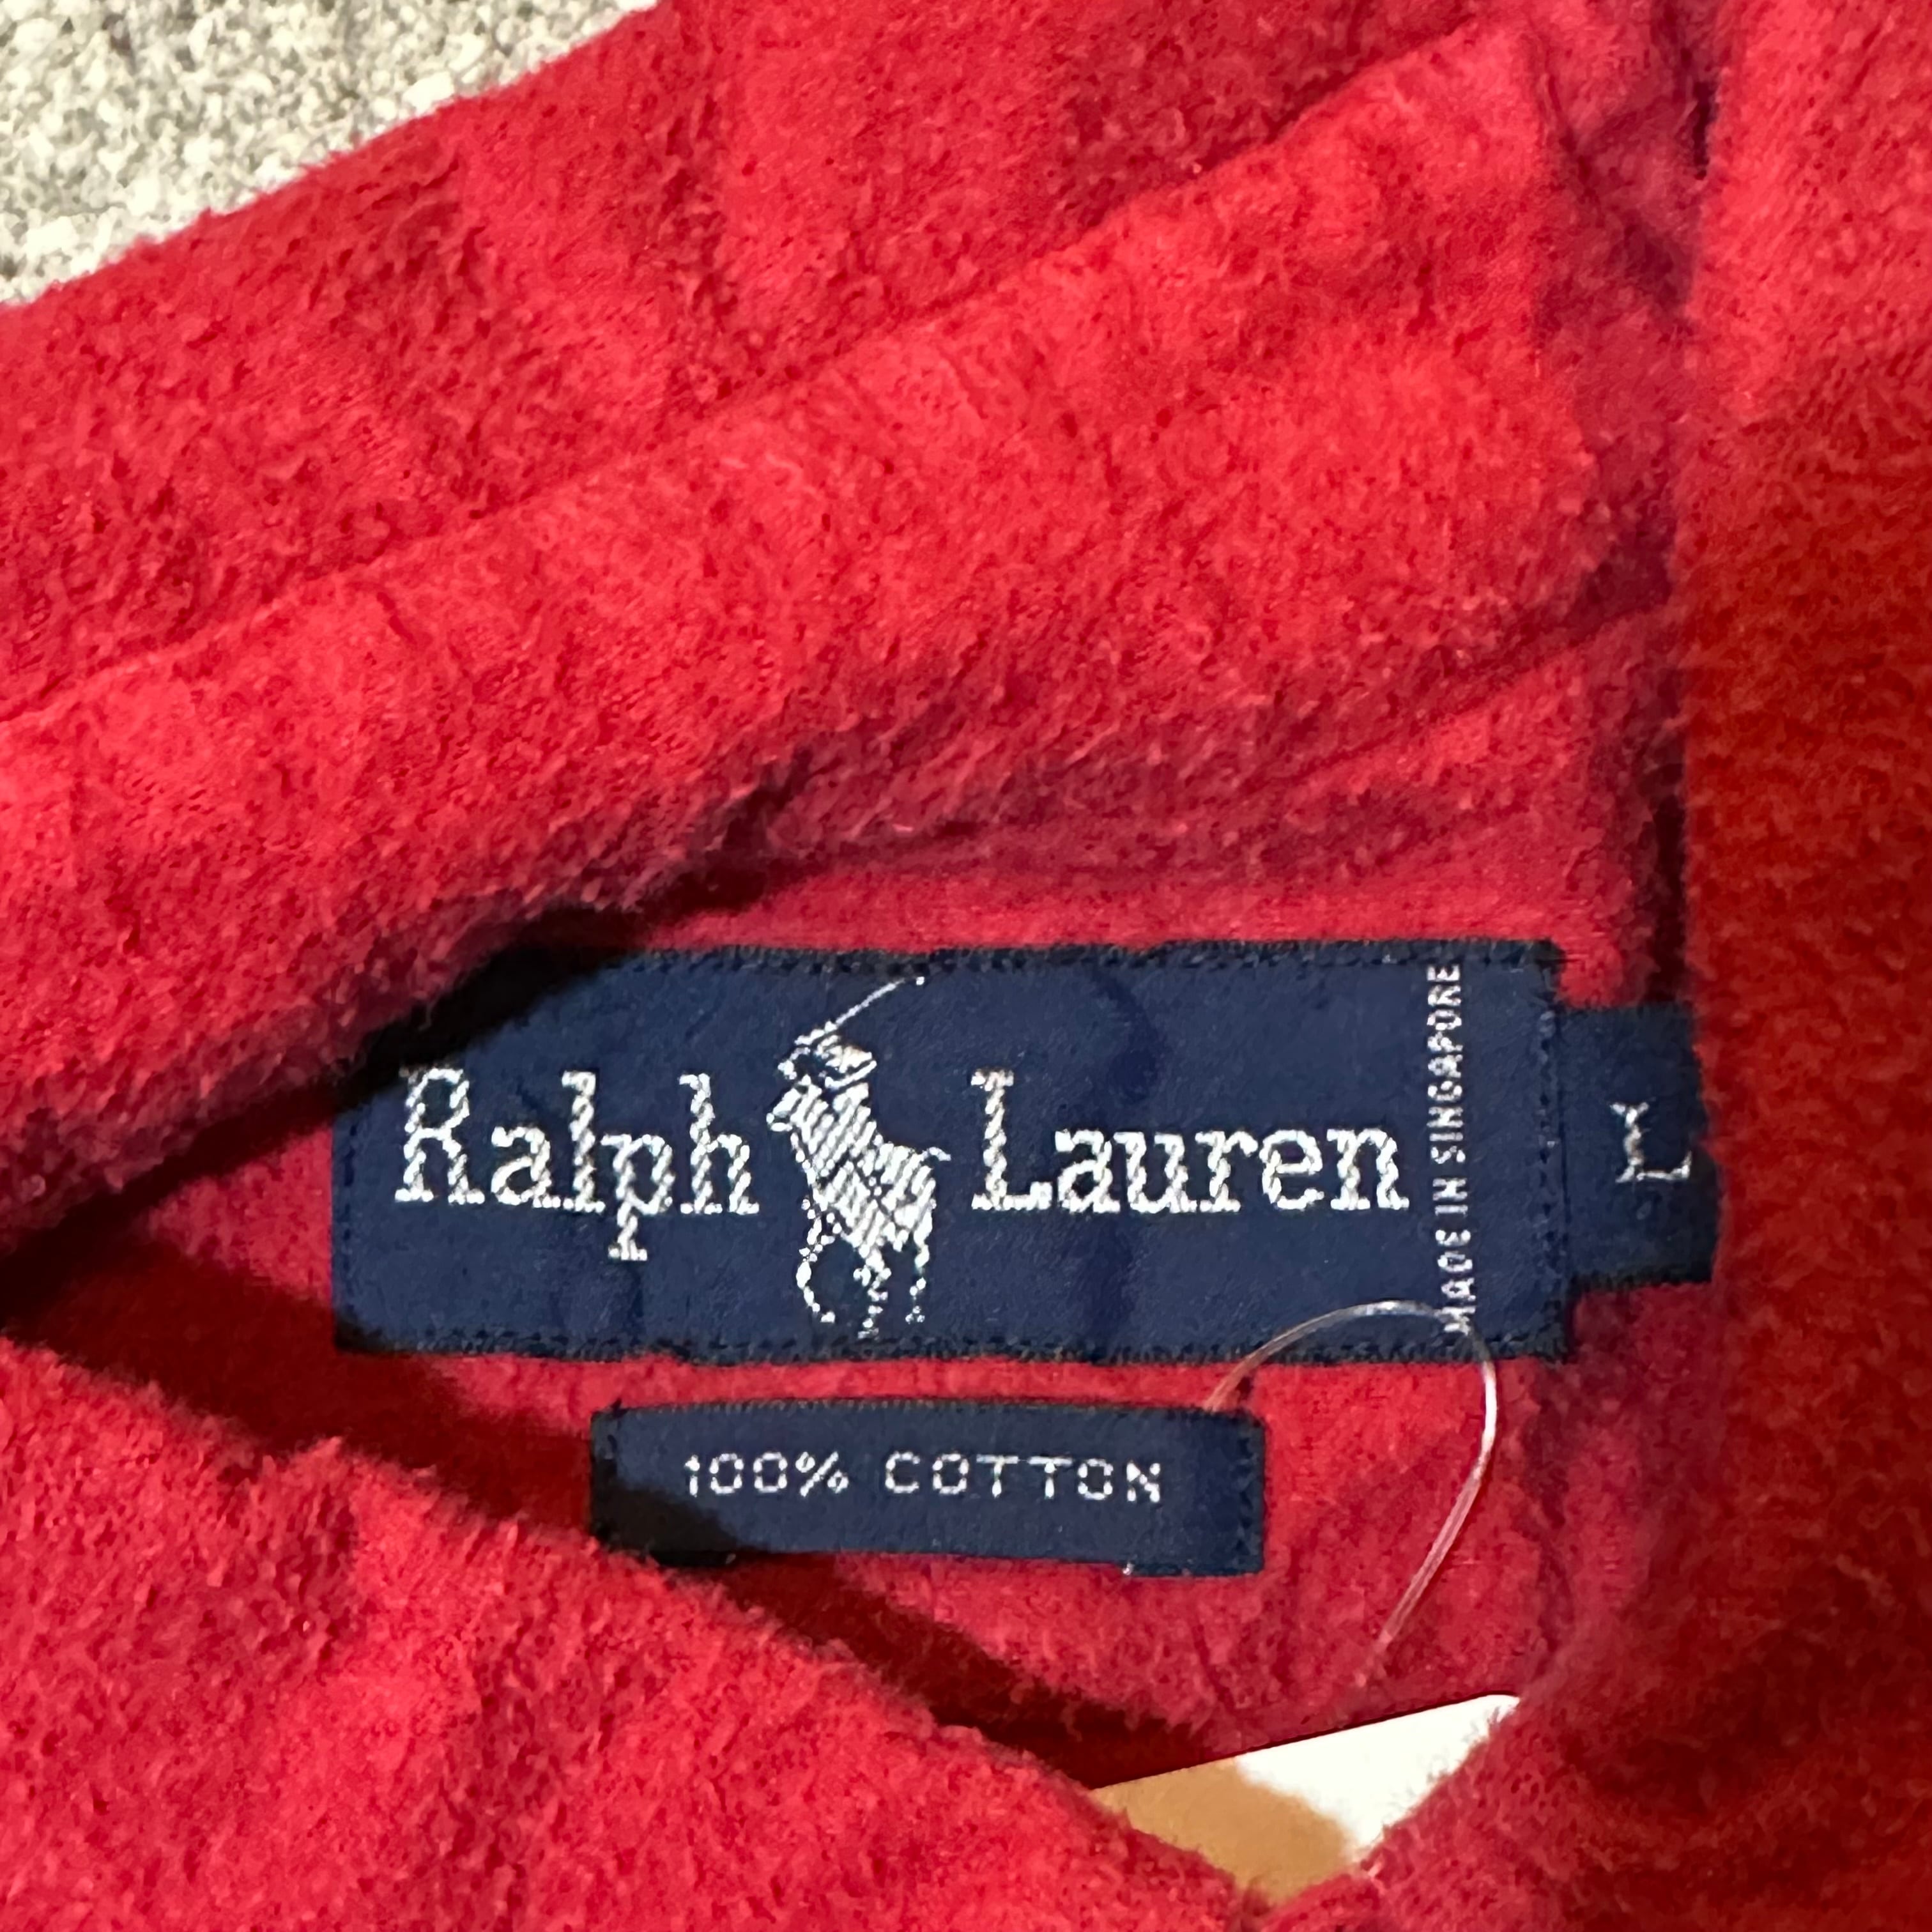 Ralph Lauren
MADE IN SINGAPORE
L
100% COTTON